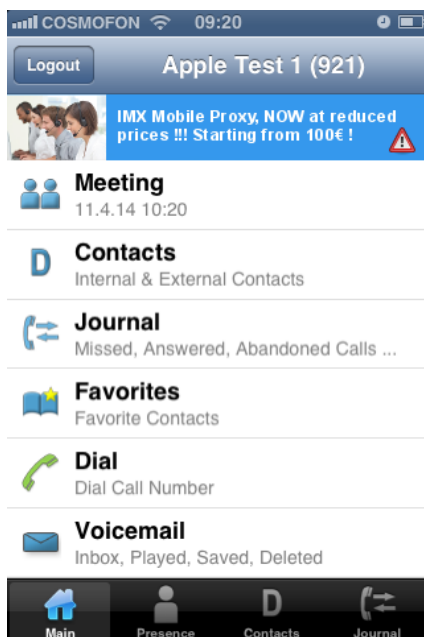 COSMOFON 09:20
Logout Apple Test 1 (921)
IMX Mobile Proxy, NOW at reduced
prices !!! Starting from 100€ !
Meeting
11.4.14 10:20
D Contacts
Internal & External Contacts
Journal
Missed, Answered, Abandoned Calls ...
Favorites
Favorite Contacts
Dial
Dial Call Number
Voicemail
Inbox, Played, Saved, Deleted
D
Main Presence Contacts Journal